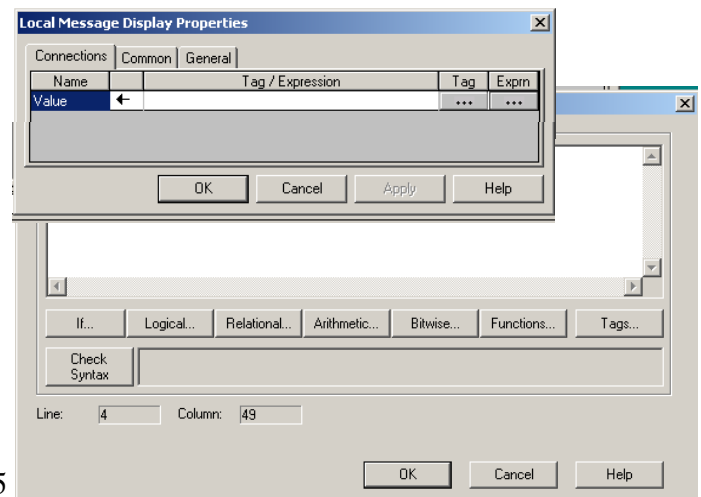 Local Message Display Properties
Connections Common General
Name Tag / Expression Tag Exprn
Value ... ...
OK Cancel Apply Help
If... Logical... Relational... Arithmetic... Bitwise... Functions... Tags...
Check
Syntax
Line: 4 Column: 49
OK Cancel Help
5